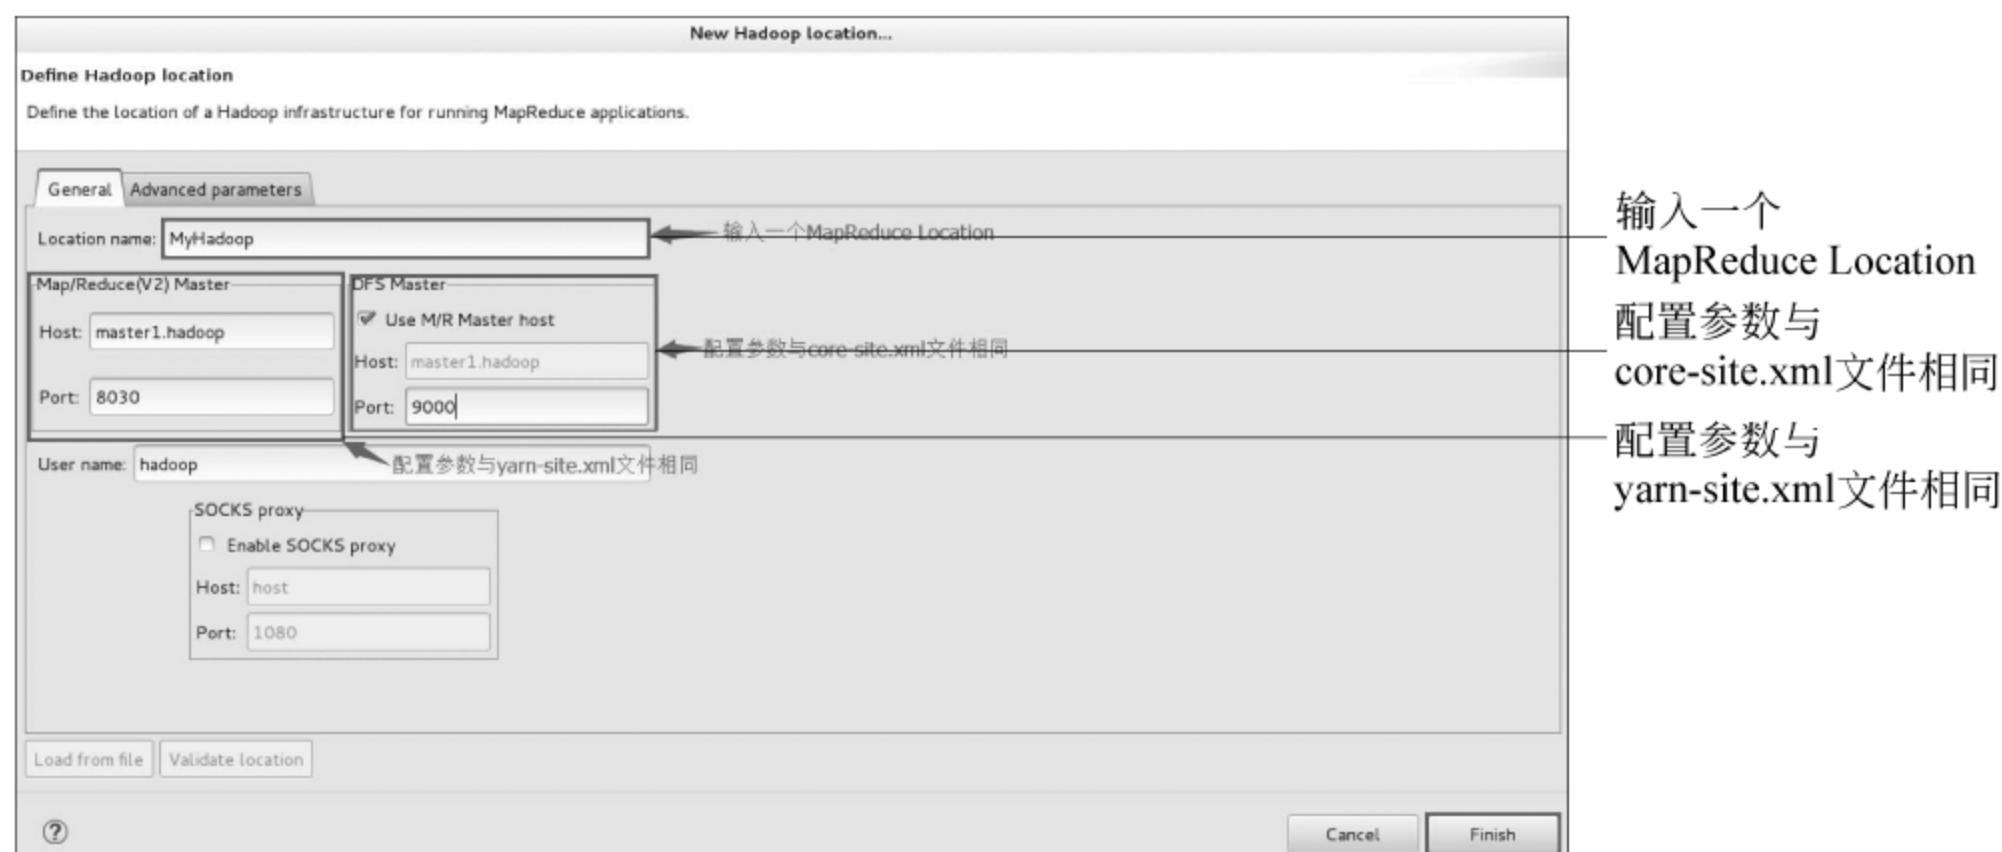 New Hadoop location...
Define Hadoop location
Define the location of a Hadoop infrastructure for running MapReduce applications.
General Advanced parameters
Location name: MyHadoop
输入一个MapReduce Location
Map/Reduce(V2) Master
Host: master1.hadoop
Port: 8030
DFS Master
Use M/R Master host
Host: master1.hadoop
Port: 9000
配置参数与core-site.xml文件相同
User name: hadoop
配置参数与yarn-site.xml文件相同
SOCKS proxy
Enable SOCKS proxy
Host: host
Port: 1080
Load from file Validate location
? Cancel Finish
输入一个
MapReduce Location
配置参数与
core-site.xml文件相同
配置参数与
yarn-site.xml文件相同